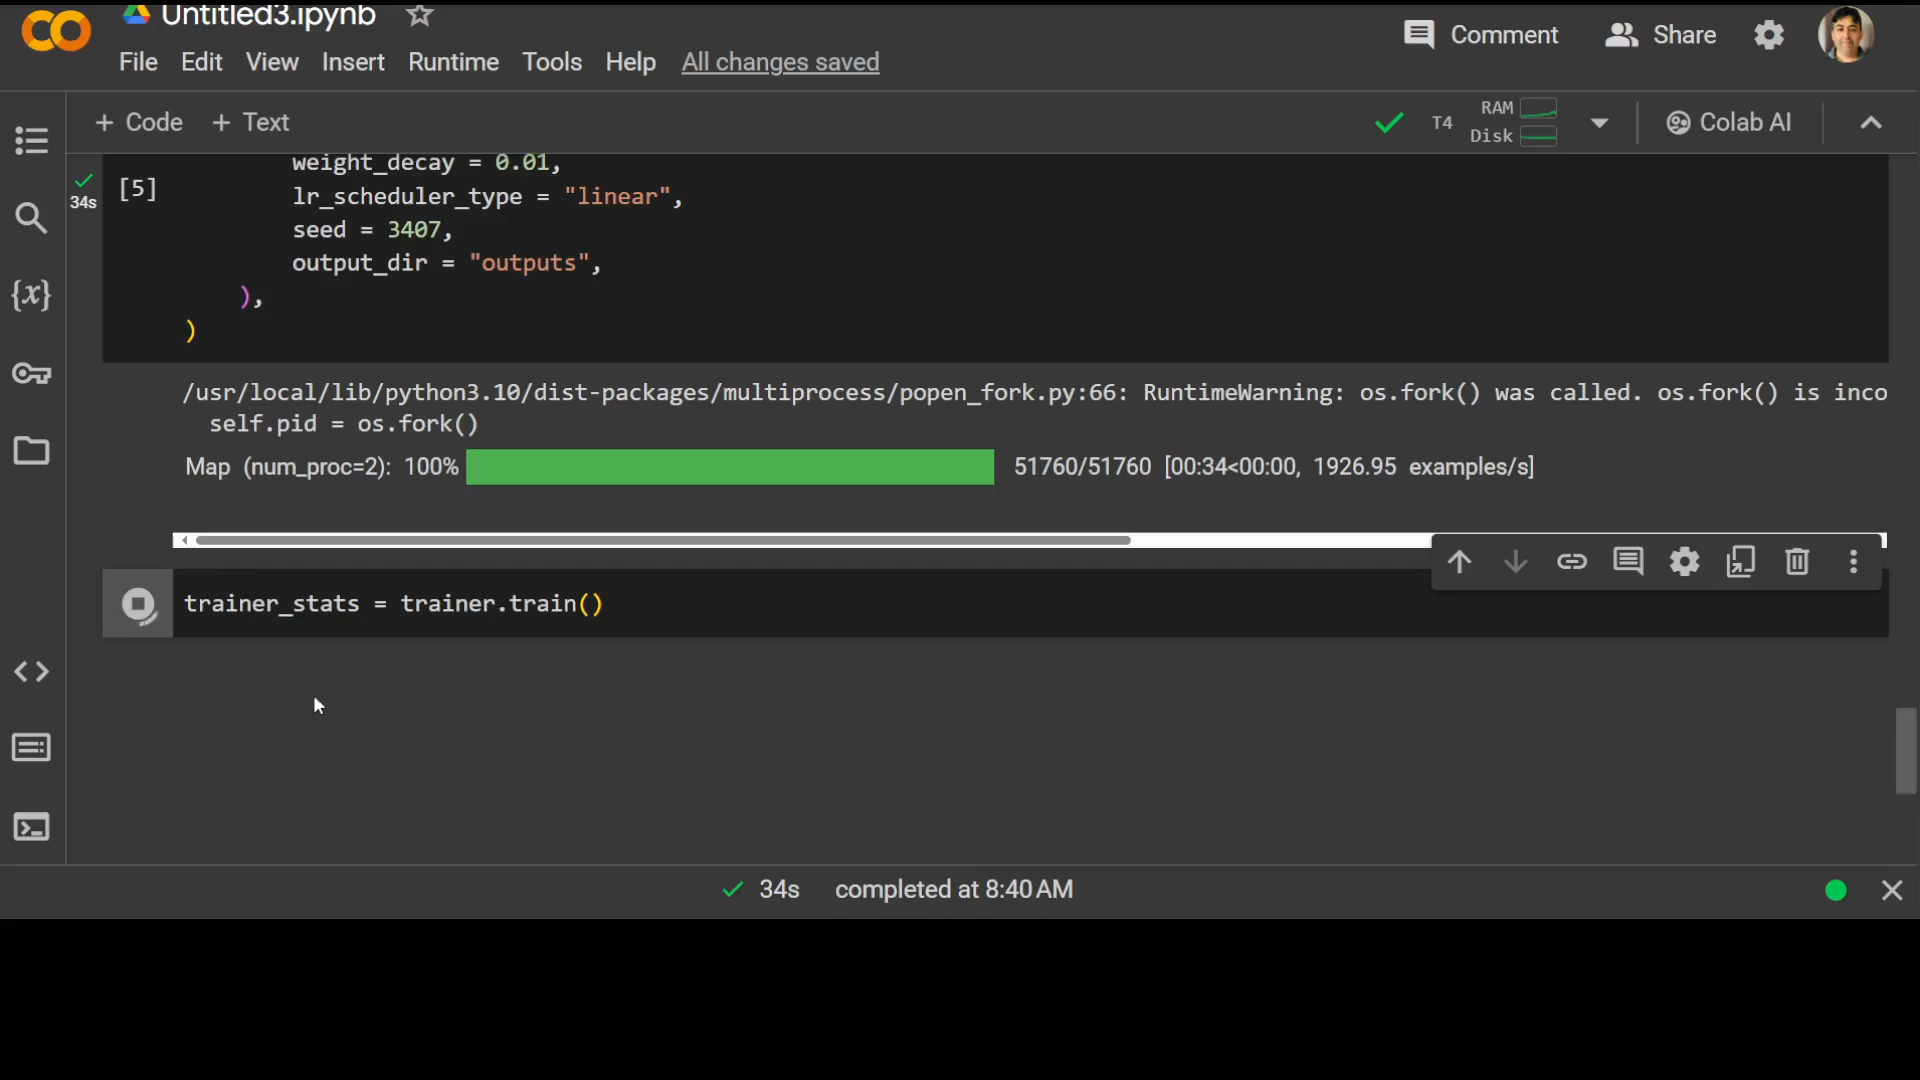 Untitled3.ipynb
Comment
Share
File Edit View Insert Runtime Tools Help All changes saved
+ Code + Text
T4
RAM
Disk
Colab AI
{x}
34s
[5]
weight_decay = 0.01,
lr_scheduler_type = "linear",
seed = 3407,
output_dir = "outputs",
),
)
/usr/local/lib/python3.10/dist-packages/multiprocess/popen_fork.py:66: RuntimeWarning: os.fork() was called. os.fork() is inco
self.pid = os.fork()
Map (num_proc=2): 100% 51760/51760 [00:34<00:00, 1926.95 examples/s]
trainer_stats = trainer.train()
34s completed at 8:40 AM